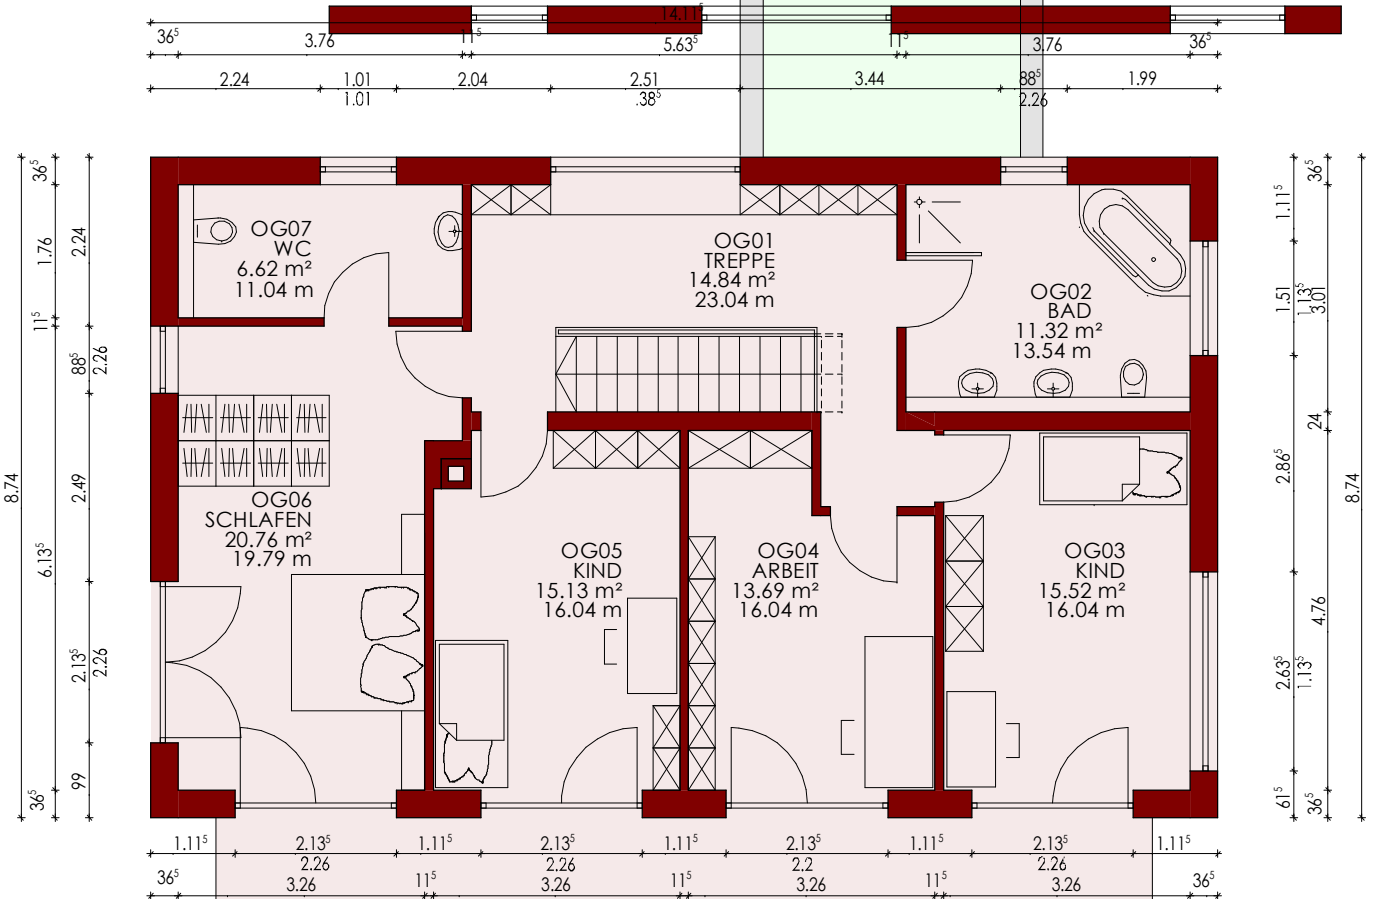 14.11⁵
36⁵ 3.76 11⁵ 5.63⁵ 11⁵ 3.76 36⁵
2.24 1.01 2.04 2.51 3.44 88⁵ 1.99
1.01 .38⁵ 2.26
8.74
36⁵
1.76
11⁵
6.13⁵
36⁵
2.24
88⁵
2.26
2.49
2.13⁵
2.26
99
OG07
WC
6.62 m²
11.04 m
OG01
TREPPE
14.84 m²
23.04 m
OG02
BAD
11.32 m²
13.54 m
OG06
SCHLAFEN
20.76 m²
19.79 m
OG05
KIND
15.13 m²
16.04 m
OG04
ARBEIT
13.69 m²
16.04 m
OG03
KIND
15.52 m²
16.04 m
1.11⁵
1.51
1.13⁵
2.86⁵
2.63⁵
1.13⁵
61⁵
36⁵
3.01
24
4.76
36⁵
8.74
1.11⁵ 2.13⁵ 1.11⁵ 2.13⁵ 1.11⁵ 2.13⁵ 1.11⁵ 2.13⁵ 1.11⁵
2.26 2.26 2.2 2.26
36⁵ 3.26 11⁵ 3.26 11⁵ 3.26 11⁵ 3.26 36⁵